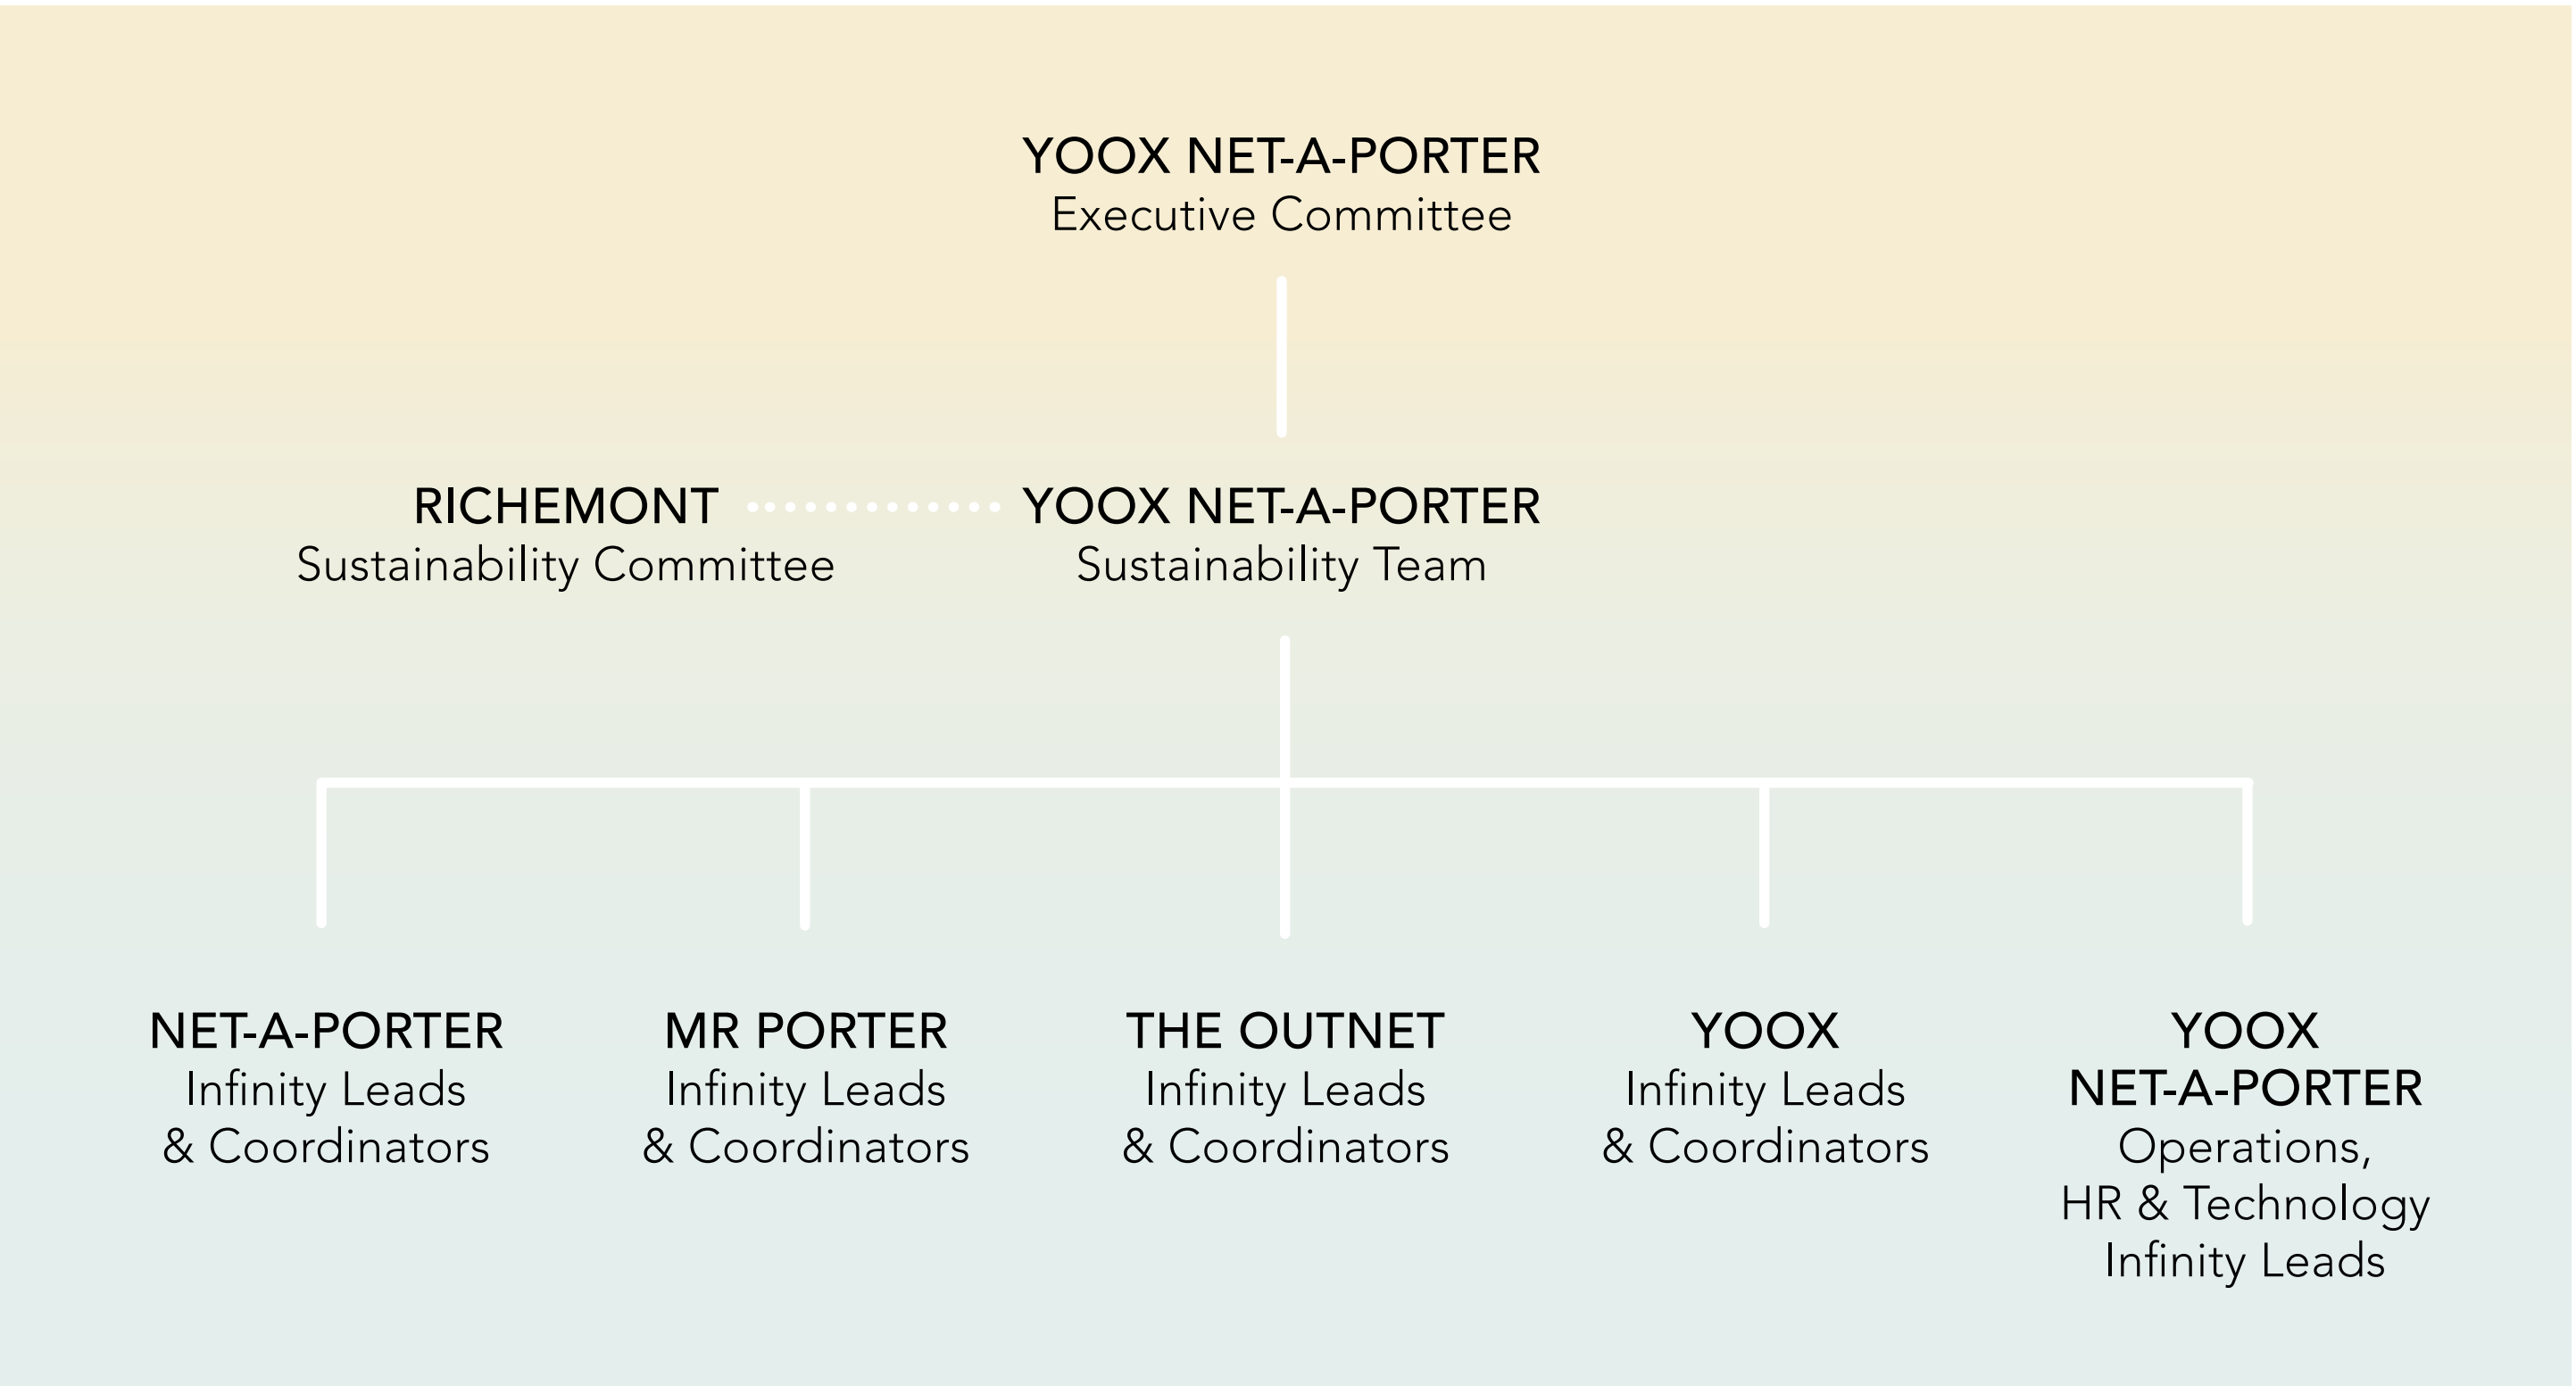 YOOX NET-A-PORTER
Executive Committee
RICHEMONT
Sustainability Committee
YOOX NET-A-PORTER
Sustainability Team
NET-A-PORTER
Infinity Leads
& Coordinators
MR PORTER
Infinity Leads
& Coordinators
THE OUTNET
Infinity Leads
& Coordinators
YOOX
Infinity Leads
& Coordinators
YOOX
NET-A-PORTER
Operations,
HR & Technology
Infinity Leads